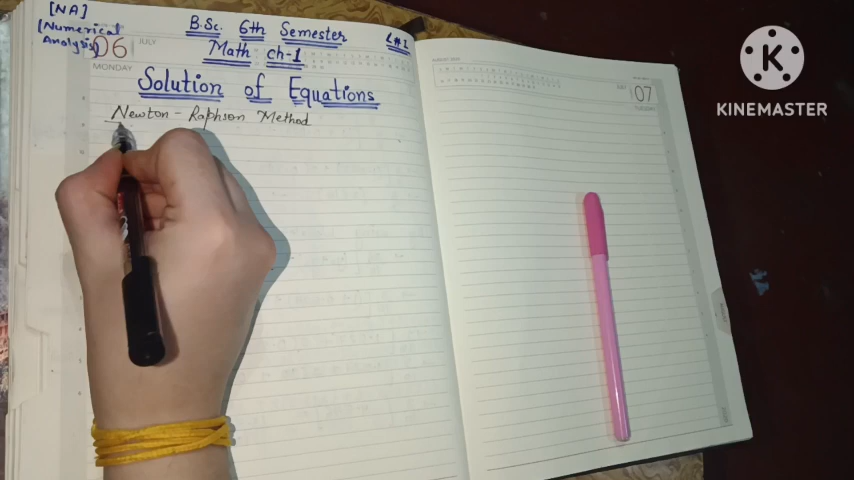 [NA]
[Numerical
Analysis]
B.Sc. 6th Semester
L#1
06 JULY
Math ch-1
MONDAY
Solution of Equations
Newton - Raphson Method
JULY 07
K
KINEMASTER